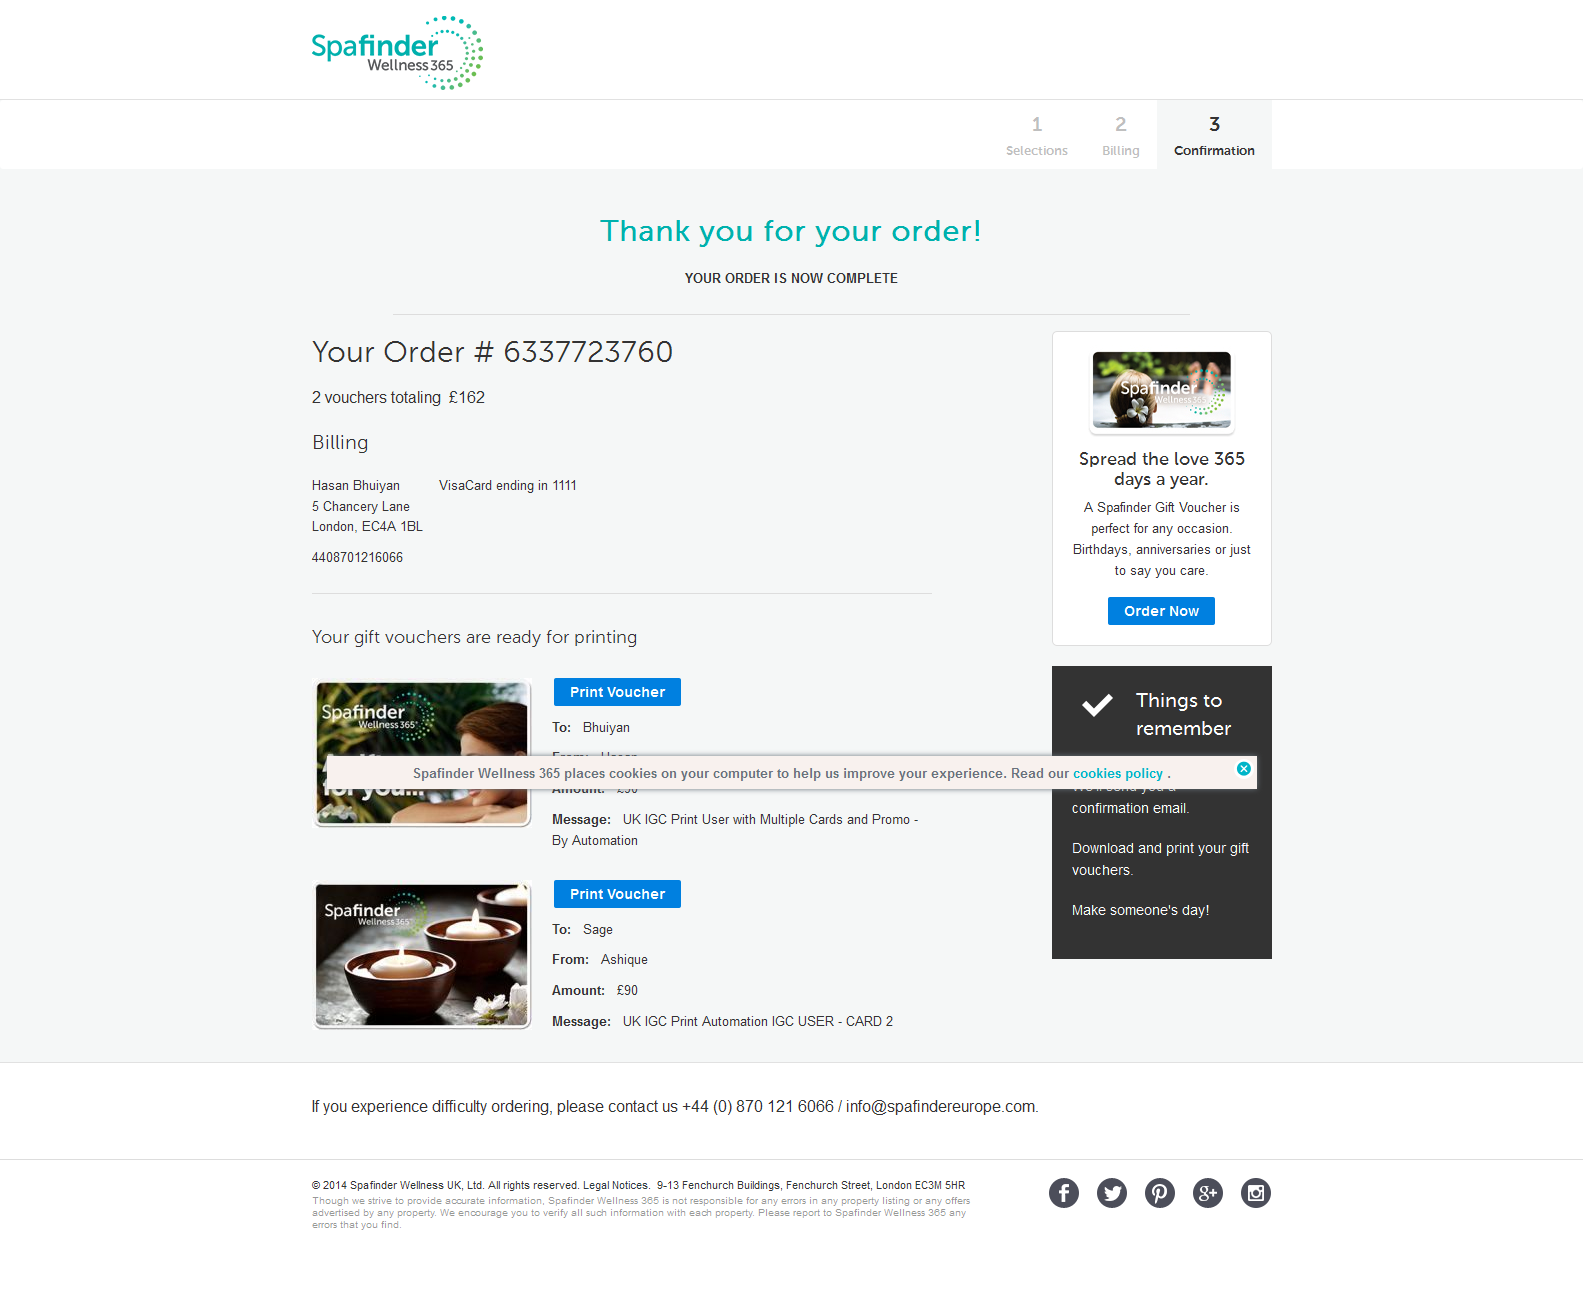 Spafinder
Wellness 365
1
Selections
2
Billing
3
Confirmation
Thank you for your order!
YOUR ORDER IS NOW COMPLETE
Your Order # 6337723760
2 vouchers totaling £162
Billing
Hasan Bhuiyan VisaCard ending in 1111
5 Chancery Lane
London, EC4A 1BL
4408701216066
Your gift vouchers are ready for printing
Spafinder
Wellness 365
for you...
Print Voucher
To: Bhuiyan
From: Hasan
Spafinder Wellness 365 places cookies on your computer to help us improve your experience. Read our cookies policy .
Amount: £90
Message: UK IGC Print User with Multiple Cards and Promo -
By Automation
Spafinder
Wellness 365
Print Voucher
To: Sage
From: Ashique
Amount: £90
Message: UK IGC Print Automation IGC USER - CARD 2
Spafinder
Wellness 365
Spread the love 365
days a year.
A Spafinder Gift Voucher is
perfect for any occasion.
Birthdays, anniversaries or just
to say you care.
Order Now
Things to
remember
We'll send you a
confirmation email.
Download and print your gift
vouchers.
Make someone's day!
If you experience difficulty ordering, please contact us +44 (0) 870 121 6066 / info@spafindereurope.com.
© 2014 Spafinder Wellness UK, Ltd. All rights reserved. Legal Notices. 9-13 Fenchurch Buildings, Fenchurch Street, London EC3M 5HR
Though we strive to provide accurate information, Spafinder Wellness 365 is not responsible for any errors in any property listing or any offers
advertised by any property. We encourage you to verify all such information with each property. Please report to Spafinder Wellness 365 any
errors that you find.